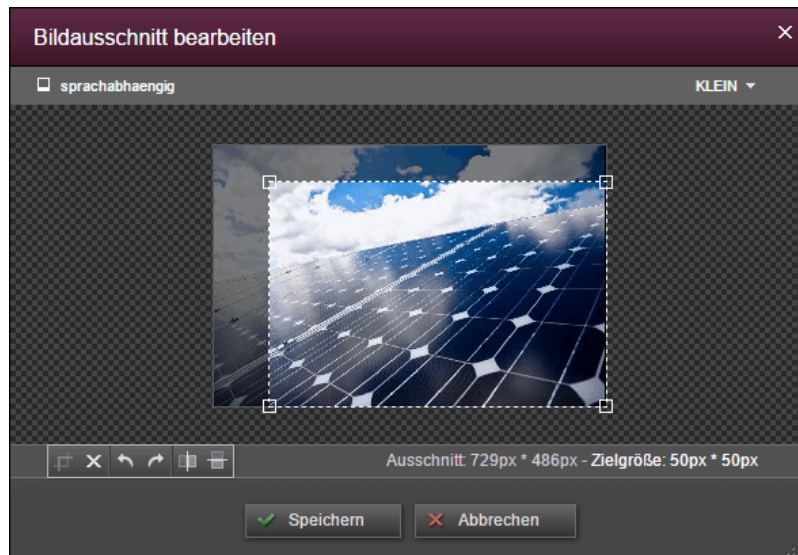 Bildausschnitt bearbeiten
sprachabhaengig
KLEIN
Ausschnitt: 729px * 486px - Zielgröße: 50px * 50px
Speichern
Abbrechen